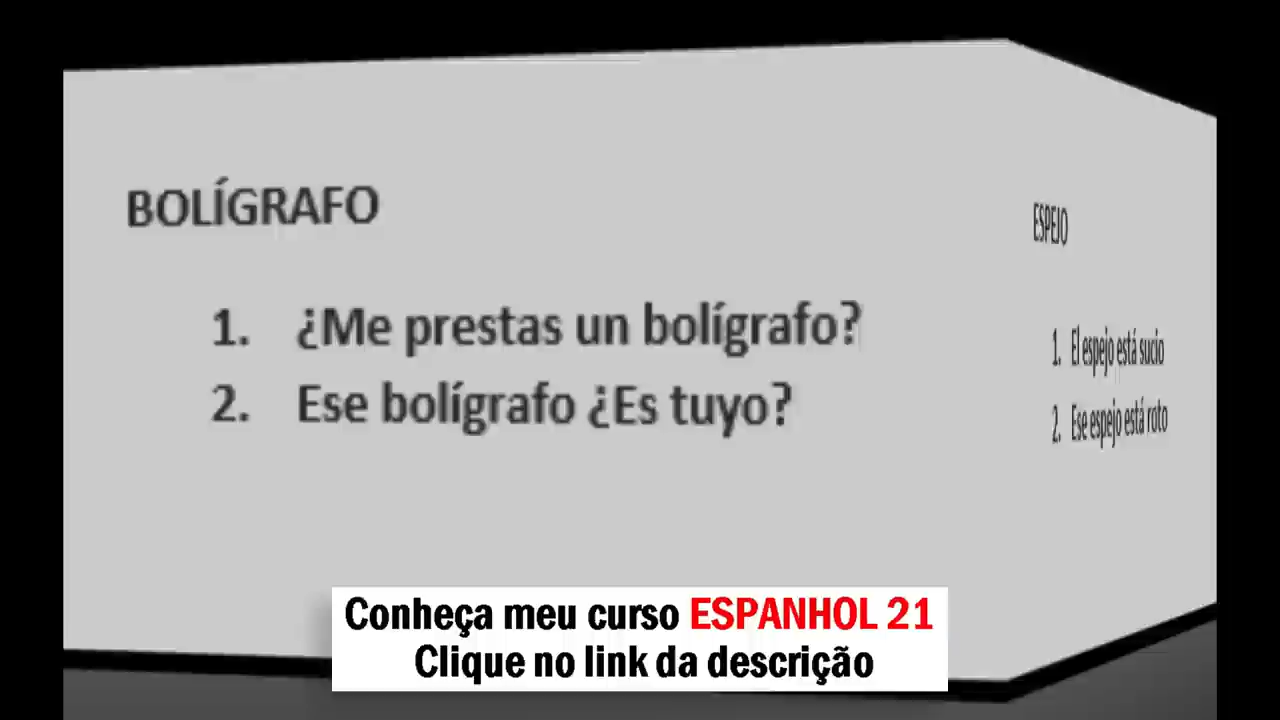 BOLÍGRAFO
1. ¿Me prestas un bolígrafo?
2. Ese bolígrafo ¿Es tuyo?
ESPEJO
1. El espejo está sucio
2. Ese espejo está roto
Conheça meu curso ESPANHOL 21
Clique no link da descrição